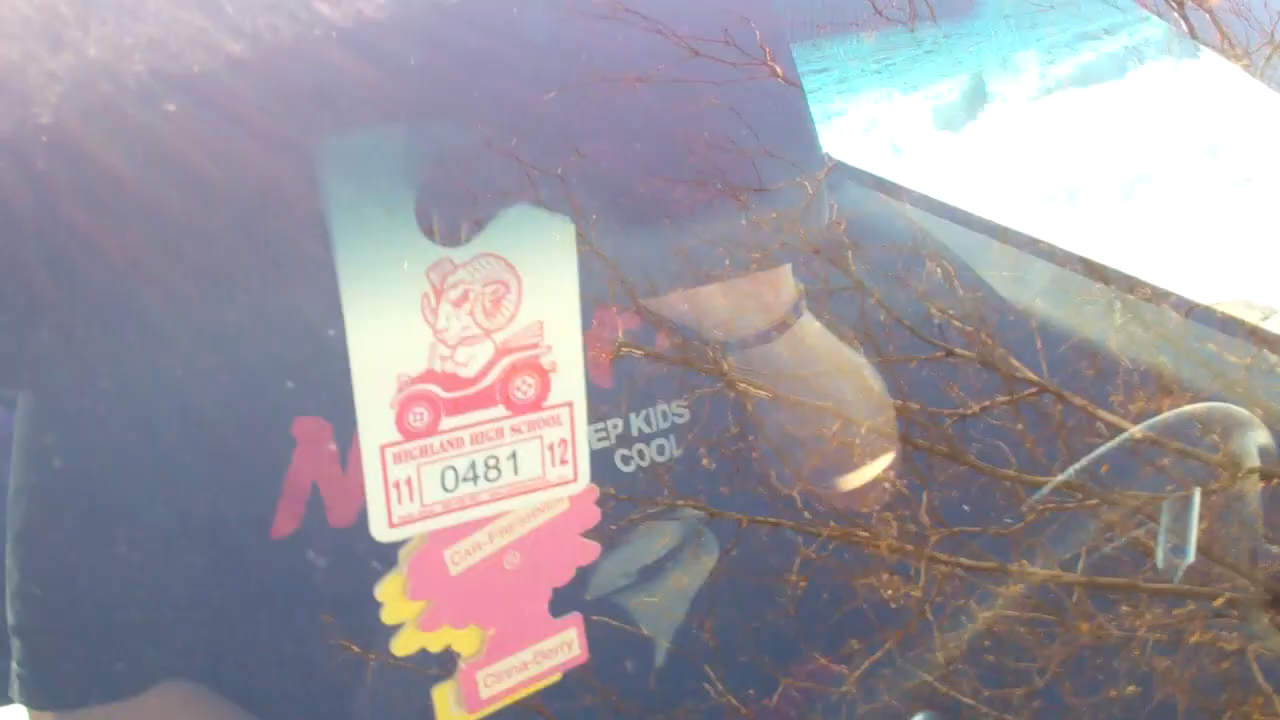 HIGHLAND HIGH SCHOOL
11 0481 12
EP KIDS
COOL
CAR-FRESHNER
Cinna-Berry